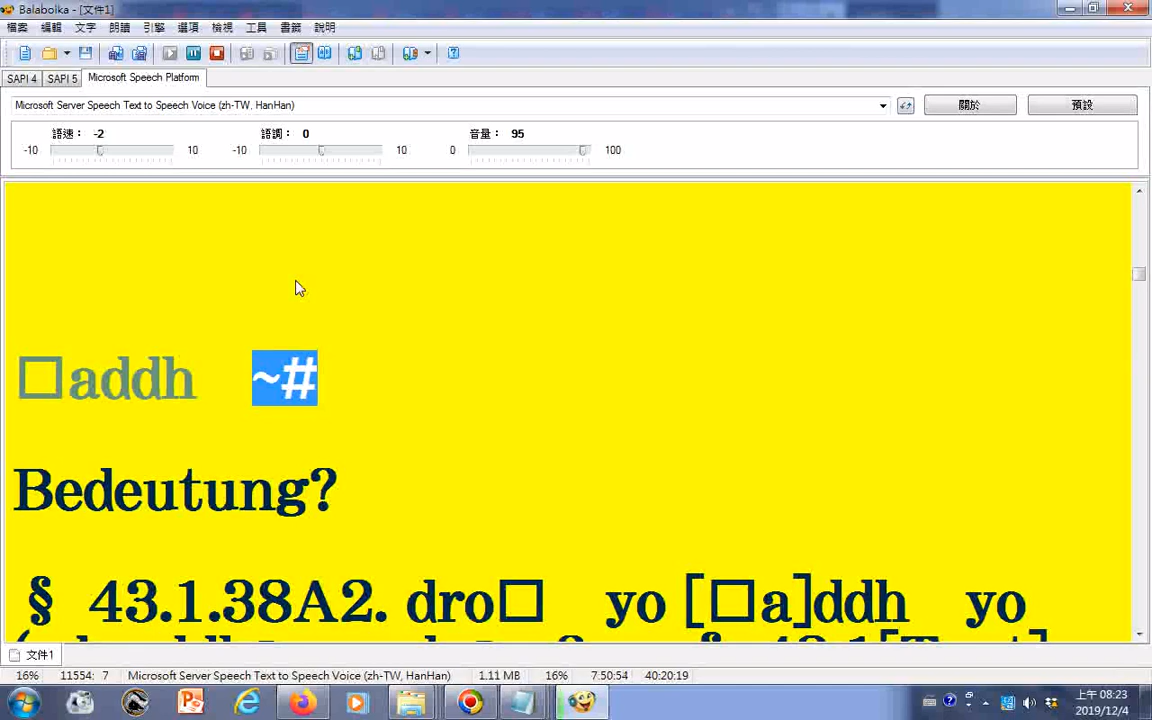 Balabolka - [文件1]
檔案 編輯 文字 朗讀 引擎 選項 檢視 工具 書籤 說明
SAPI 4 SAPI 5 Microsoft Speech Platform
Microsoft Server Speech Text to Speech Voice (zh-TW, HanHan) 關於 預設
語速： -2 語調： 0 音量： 95
-10 10 -10 10 0 100
□addh ~#
Bedeutung?
§ 43.1.38A2. dro□ yo [□a]ddh yo
文件1
16% 11554: 7 Microsoft Server Speech Text to Speech Voice (zh-TW, HanHan) 1.11 MB 16% 7:50:54 40:20:19
上午 08:23
2019/12/4